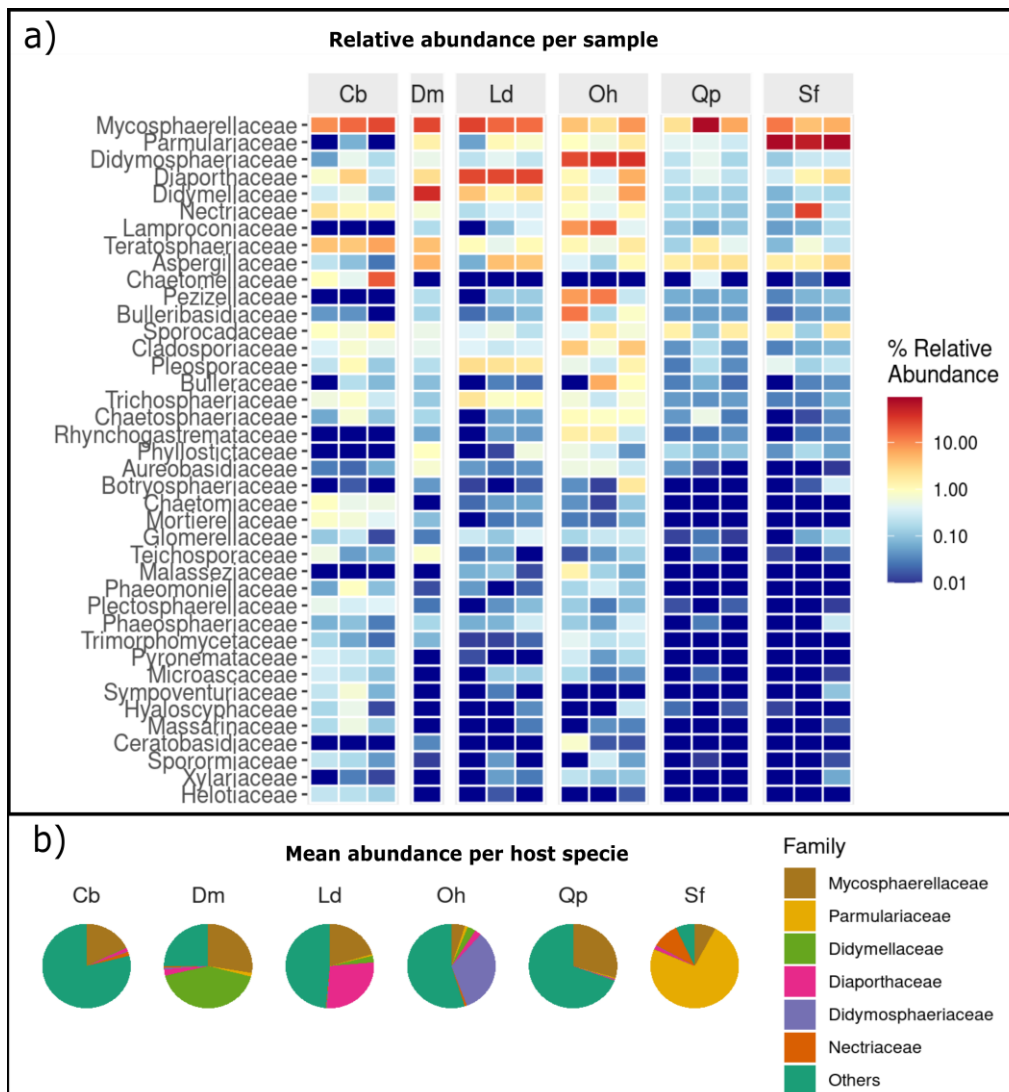 a)
Relative abundance per sample
Cb Dm Ld Oh Qp Sf
Mycosphaerellaceae
Parmulariaceae
Didymosphaeriaceae
Diaporthaceae
Didymellaceae
Nectriaceae
Lamproconiaceae
Teratosphaeriaceae
Aspergillaceae
Chaetomellaceae
Pezizellaceae
Bulleribasidiaceae
Sporocadaceae
Cladosporiaceae
Pleosporaceae
Bulleraceae
Trichosphaeriaceae
Chaetosphaeriaceae
Rhynchogastremataceae
Phyllostictaceae
Aureobasidiaceae
Botryosphaeriaceae
Chaetomiaceae
Mortierellaceae
Glomerellaceae
Teichosporaceae
Malasseziaceae
Phaeomoniellaceae
Plectosphaerellaceae
Phaeosphaeriaceae
Trimorphomycetaceae
Pyronemataceae
Microascaceae
Sympoventuriaceae
Hyaloscyphaceae
Massarinaceae
Ceratobasidiaceae
Sporormiaceae
Xylariaceae
Helotiaceae
% Relative
Abundance
10.00
1.00
0.10
0.01
b)
Mean abundance per host specie
Cb Dm Ld Oh Qp Sf
Family
Mycosphaerellaceae
Parmulariaceae
Didymellaceae
Diaporthaceae
Didymosphaeriaceae
Nectriaceae
Others